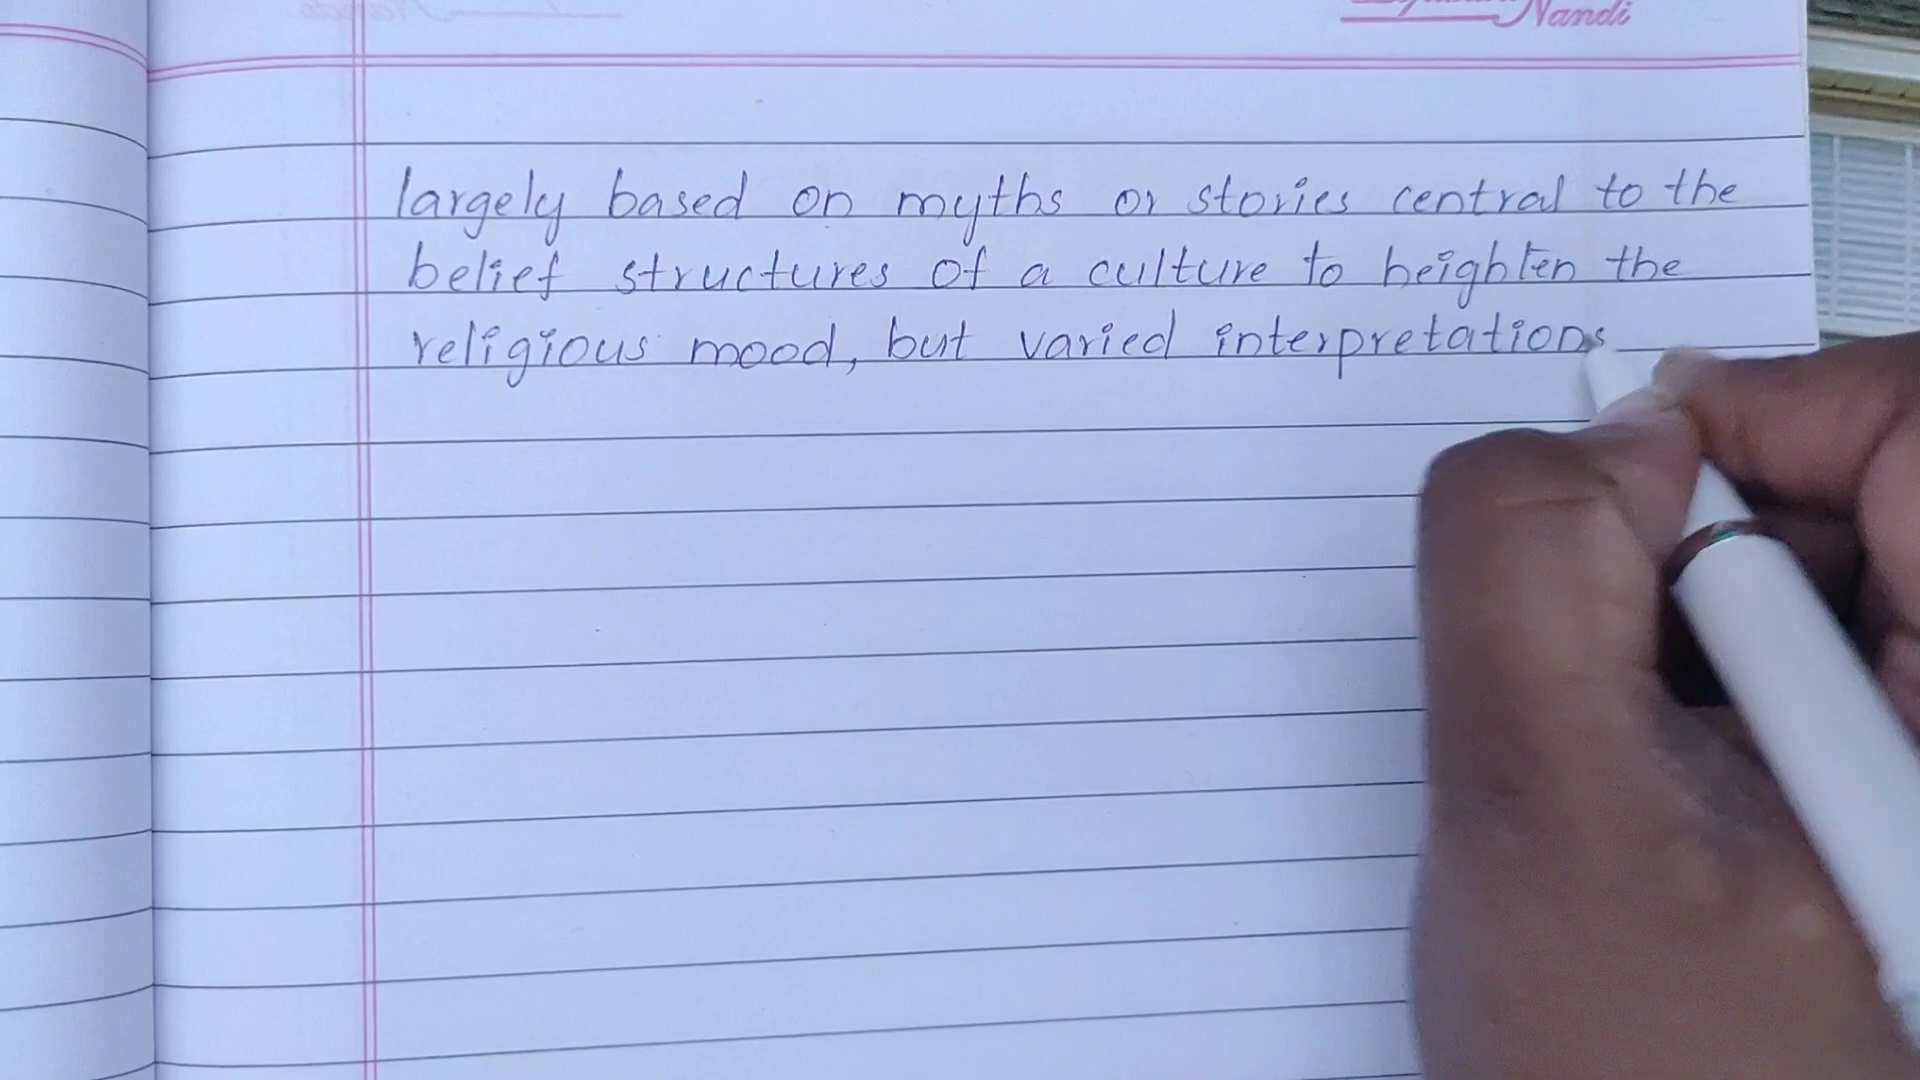 Nandi
largely based on myths or stories central to the
belief structures of a culture to heighten the
religious mood, but varied interpretations